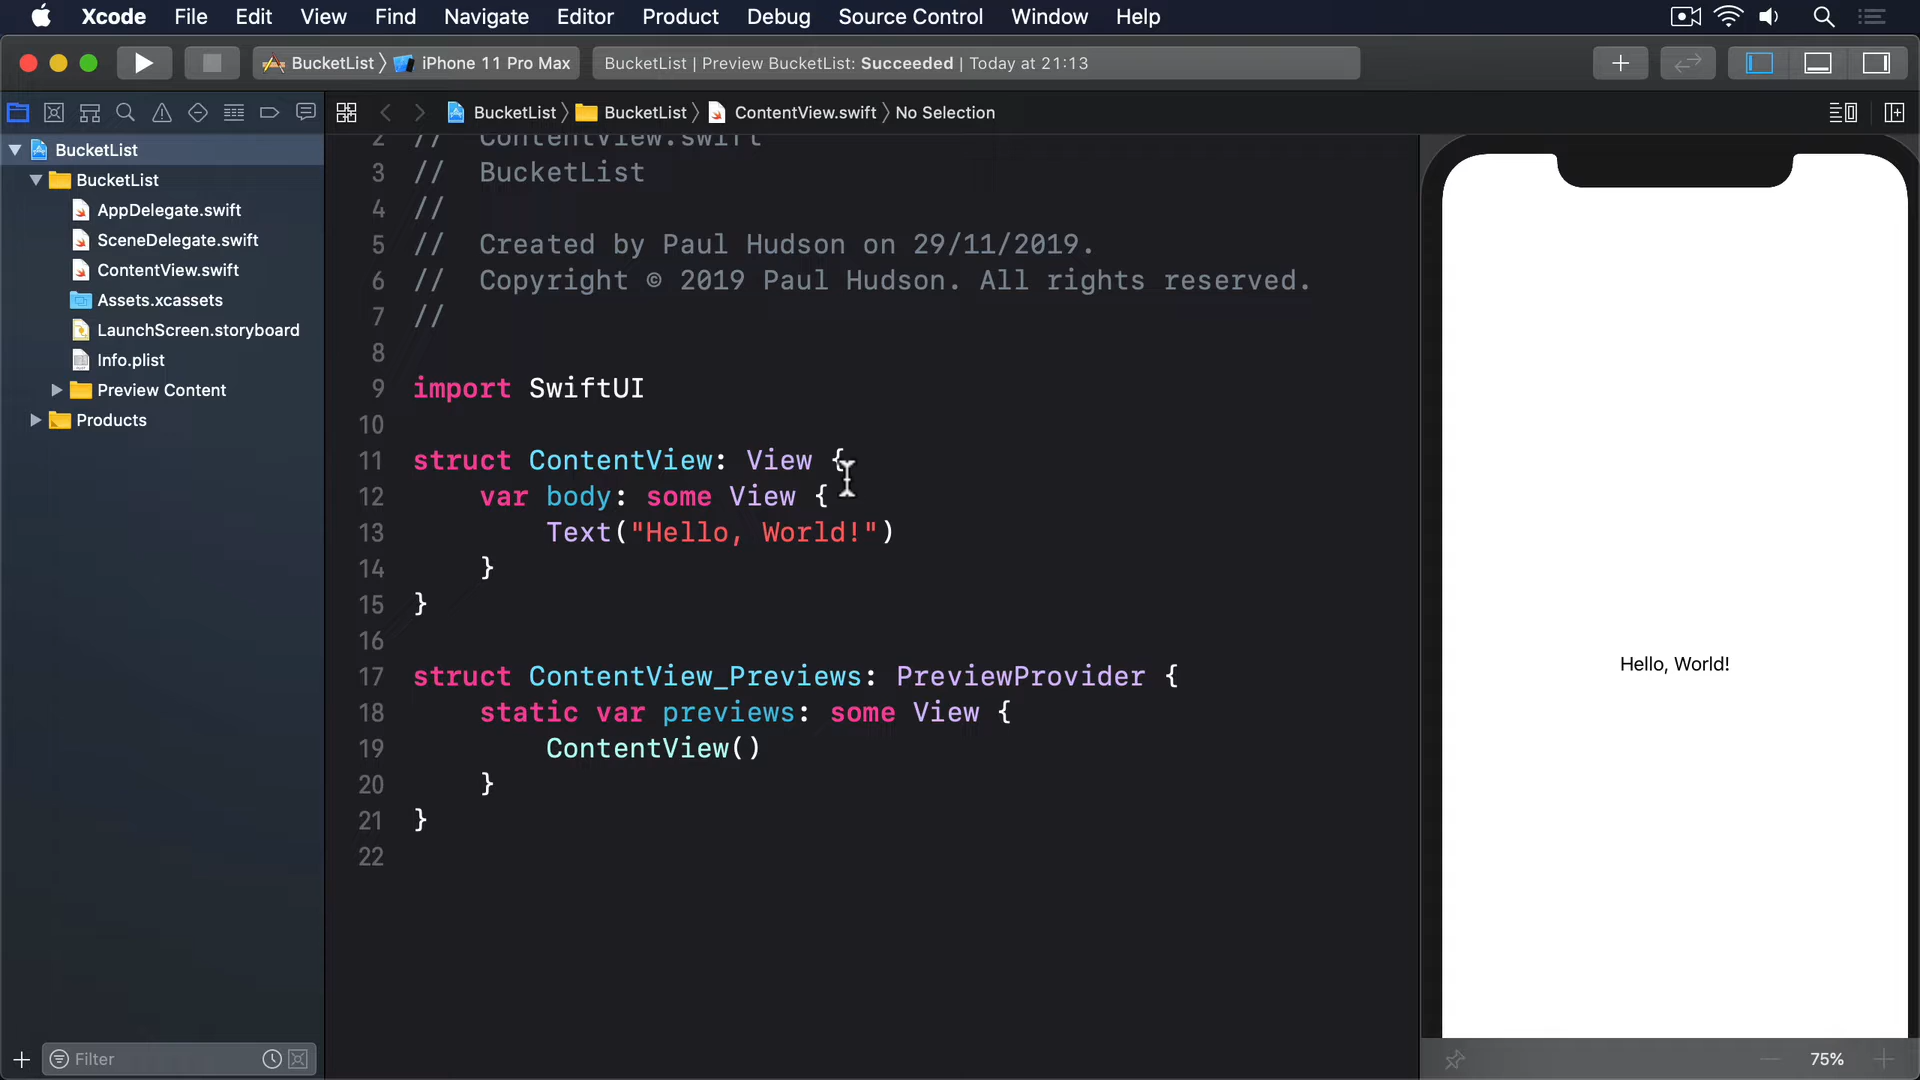 Xcode File Edit View Find Navigate Editor Product Debug Source Control Window Help
BucketList iPhone 11 Pro Max BucketList | Preview BucketList: Succeeded | Today at 21:13
BucketList BucketList ContentView.swift No Selection
BucketList
BucketList
AppDelegate.swift
SceneDelegate.swift
ContentView.swift
Assets.xcassets
LaunchScreen.storyboard
Info.plist
Preview Content
Products
Filter
2 // ContentView.swift
3 // BucketList
4 //
5 // Created by Paul Hudson on 29/11/2019.
6 // Copyright © 2019 Paul Hudson. All rights reserved.
7 //
8
9 import SwiftUI
10
11 struct ContentView: View {
12 var body: some View {
13 Text("Hello, World!")
14 }
15 }
16
17 struct ContentView_Previews: PreviewProvider {
18 static var previews: some View {
19 ContentView()
20 }
21 }
22
Hello, World!
75%